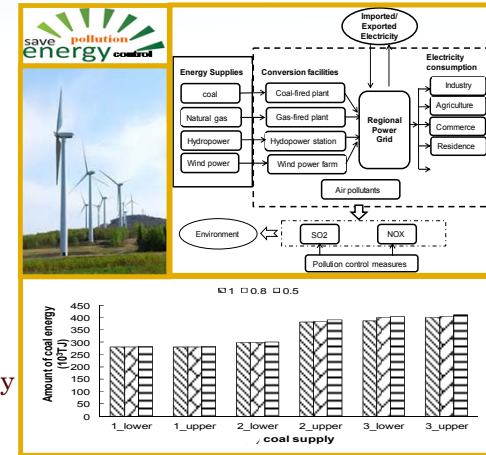 save pollution
energy control
Imported/
Exported
Electricity
Energy Supplies
Conversion facilities
Electricity
consumption
coal
Coal-fired plant
Natural gas
Gas-fired plant
Hydropower
Hydopower station
Wind power
Wind power farm
Regional
Power
Grid
Industry
Agriculture
Commerce
Residence
Air pollutants
Environment
SO2
NOX
Pollution control measures
1 0.8 0.5
Amount of coal energy
(10³TJ)
450
400
350
300
250
200
150
100
50
0
1_lower 1_upper 2_lower 2_upper 3_lower 3_upper
coal supply
y